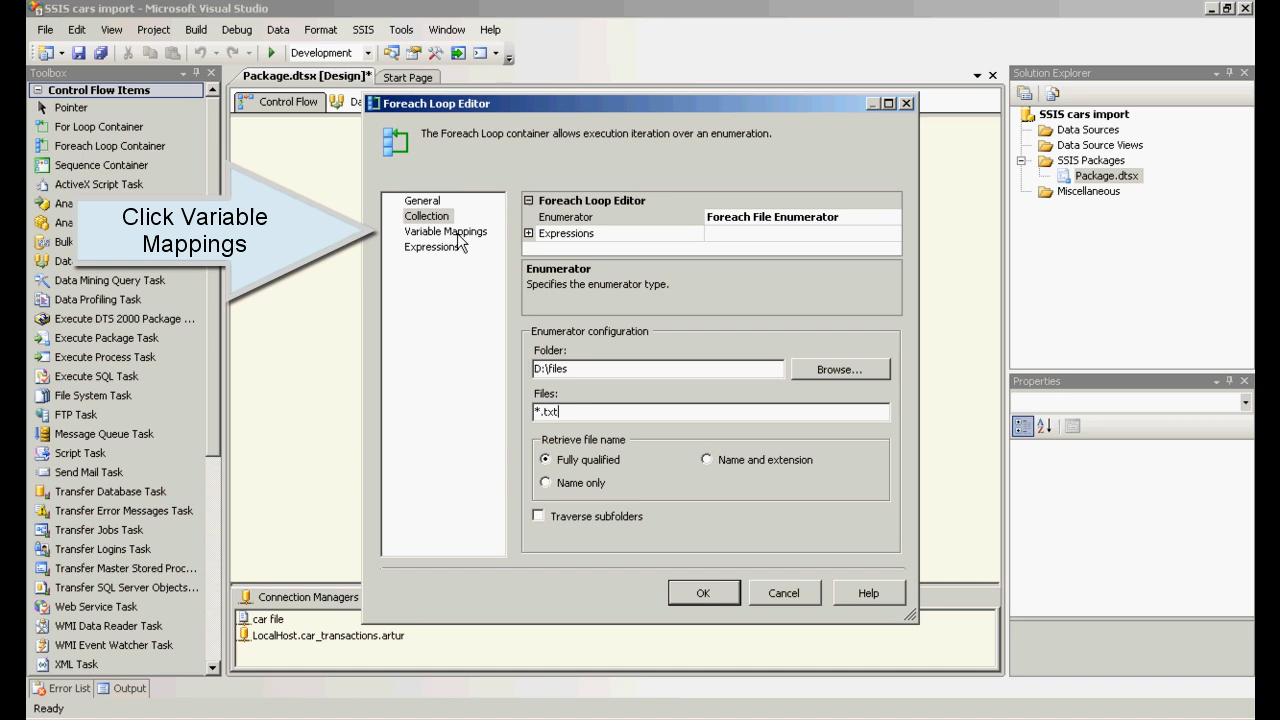 SSIS cars import - Microsoft Visual Studio
File Edit View Project Build Debug Data Format SSIS Tools Window Help
Development
Toolbox
Package.dtsx [Design]* Start Page
Solution Explorer
Control Flow Items
Pointer
For Loop Container
Foreach Loop Container
Sequence Container
ActiveX Script Task
Ana
Ana
Bulk
Dat
Data Mining Query Task
Data Profiling Task
Execute DTS 2000 Package ...
Execute Package Task
Execute Process Task
Execute SQL Task
File System Task
FTP Task
Message Queue Task
Script Task
Send Mail Task
Transfer Database Task
Transfer Error Messages Task
Transfer Jobs Task
Transfer Logins Task
Transfer Master Stored Proc...
Transfer SQL Server Objects...
Web Service Task
WMI Data Reader Task
WMI Event Watcher Task
XML Task
Click Variable
Mappings
Control Flow Da
Foreach Loop Editor
The Foreach Loop container allows execution iteration over an enumeration.
General
Collection
Variable Mappings
Expressions
Foreach Loop Editor
Enumerator Foreach File Enumerator
Expressions
Enumerator
Specifies the enumerator type.
Enumerator configuration
Folder:
D:\files Browse...
Files:
*.txt
Retrieve file name
Fully qualified Name and extension
Name only
Traverse subfolders
OK Cancel Help
Connection Managers
car file
LocalHost.car_transactions.artur
SSIS cars import
Data Sources
Data Source Views
SSIS Packages
Package.dtsx
Miscellaneous
Properties
Error List Output
Ready